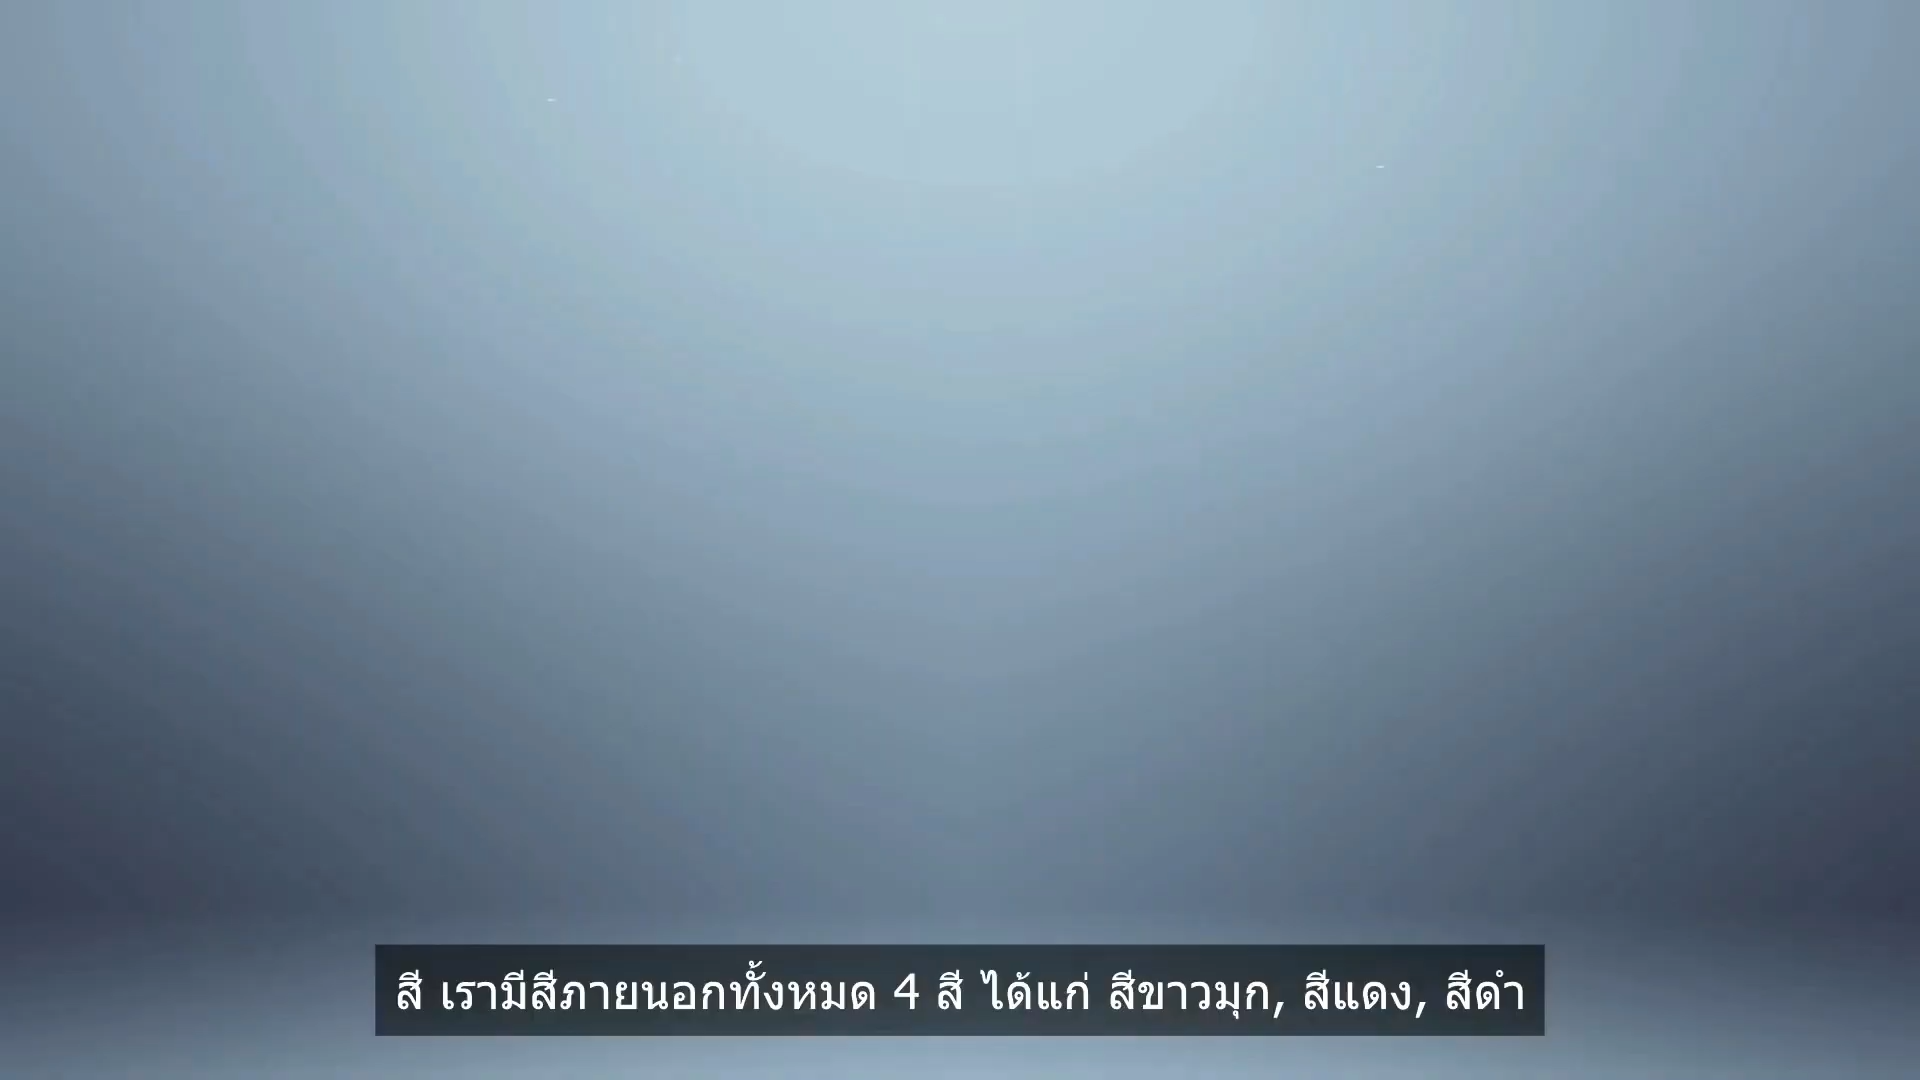 สี เรามีสีภายนอกทั้งหมด 4 สี ได้แก่ สีขาวมุก, สีแดง, สีดำ